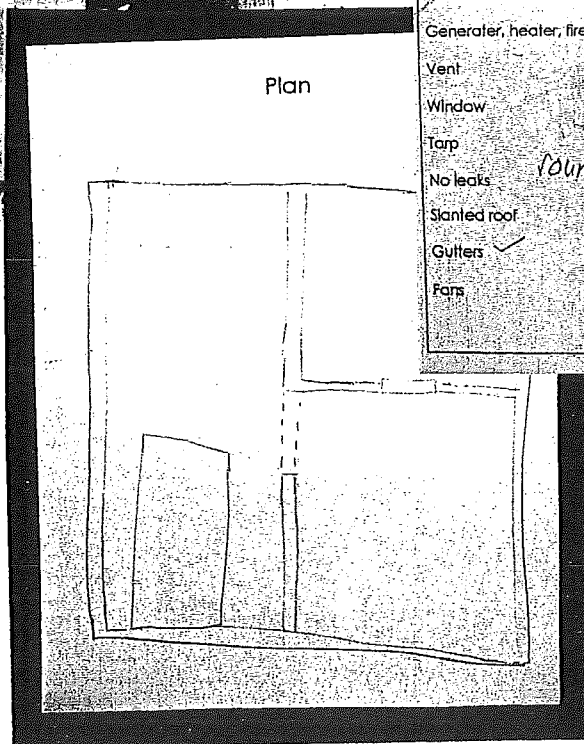 Plan
Generater, heater, fire
Vent
Window
Tarp
No leaks
Slanted roof
Gutters ✓
Fans